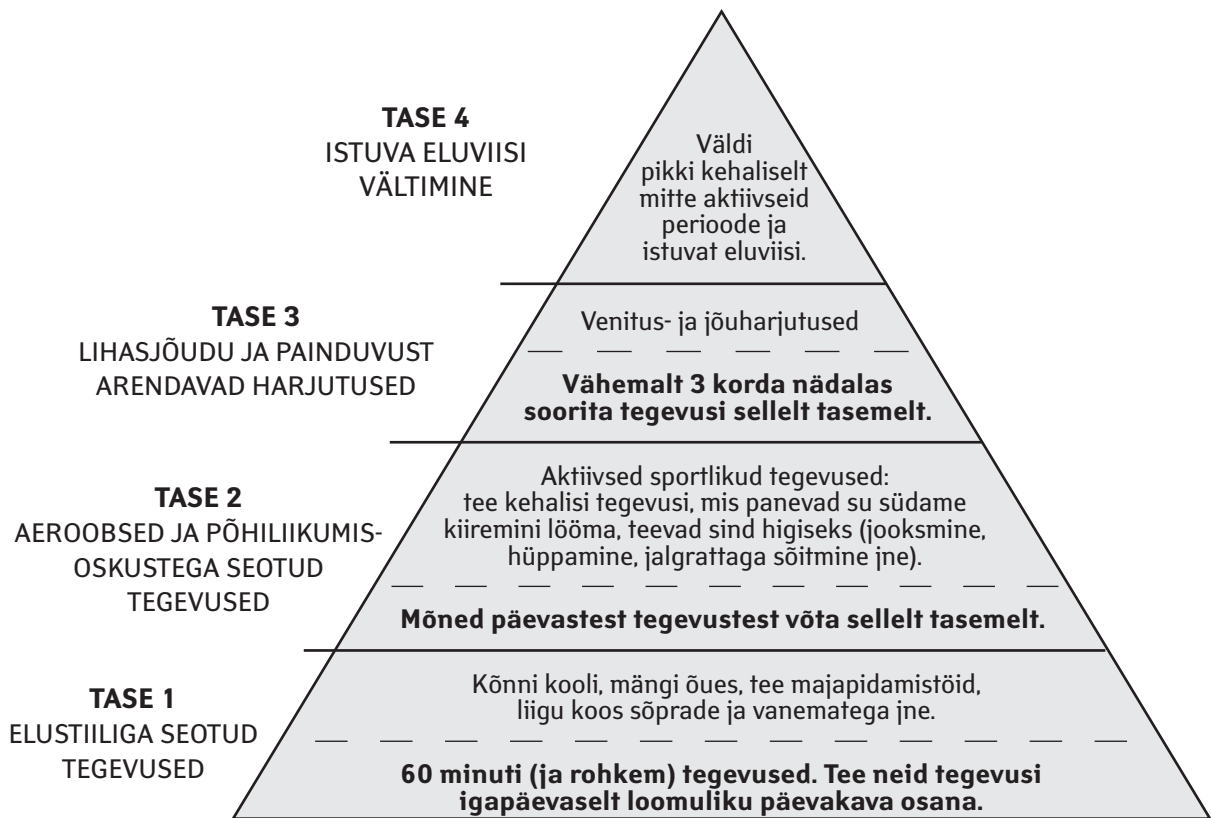 TASE 4
ISTUVA ELUVIISI
VÄLTIMINE
Väldi
pikki kehaliselt
mitte aktiivseid
perioode ja
istuvat eluviisi.
TASE 3
LIHASJÕUDU JA PAINDUVUST
ARENDAVAD HARJUTUSED
Venitus- ja jõuharjutused
Vähemalt 3 korda nädalas
soorita tegevusi sellelt tasemelt.
TASE 2
AEROOBSED JA PÕHILIIKUMIS-
OSKUSTEGA SEOTUD
TEGEVUSED
Aktiivsed sportlikud tegevused:
tee kehalisi tegevusi, mis panevad su südame
kiiremini lööma, teevad sind higiseks (jooksmine,
hüppamine, jalgrattaga sõitmine jne).
Mõned päevastest tegevustest võta sellelt tasemelt.
TASE 1
ELUSTIILIGA SEOTUD
TEGEVUSED
Kõnni kooli, mängi õues, tee majapidamistöid,
liigu koos sõprade ja vanematega jne.
60 minuti (ja rohkem) tegevused. Tee neid tegevusi
igapäevaselt loomuliku päevakava osana.